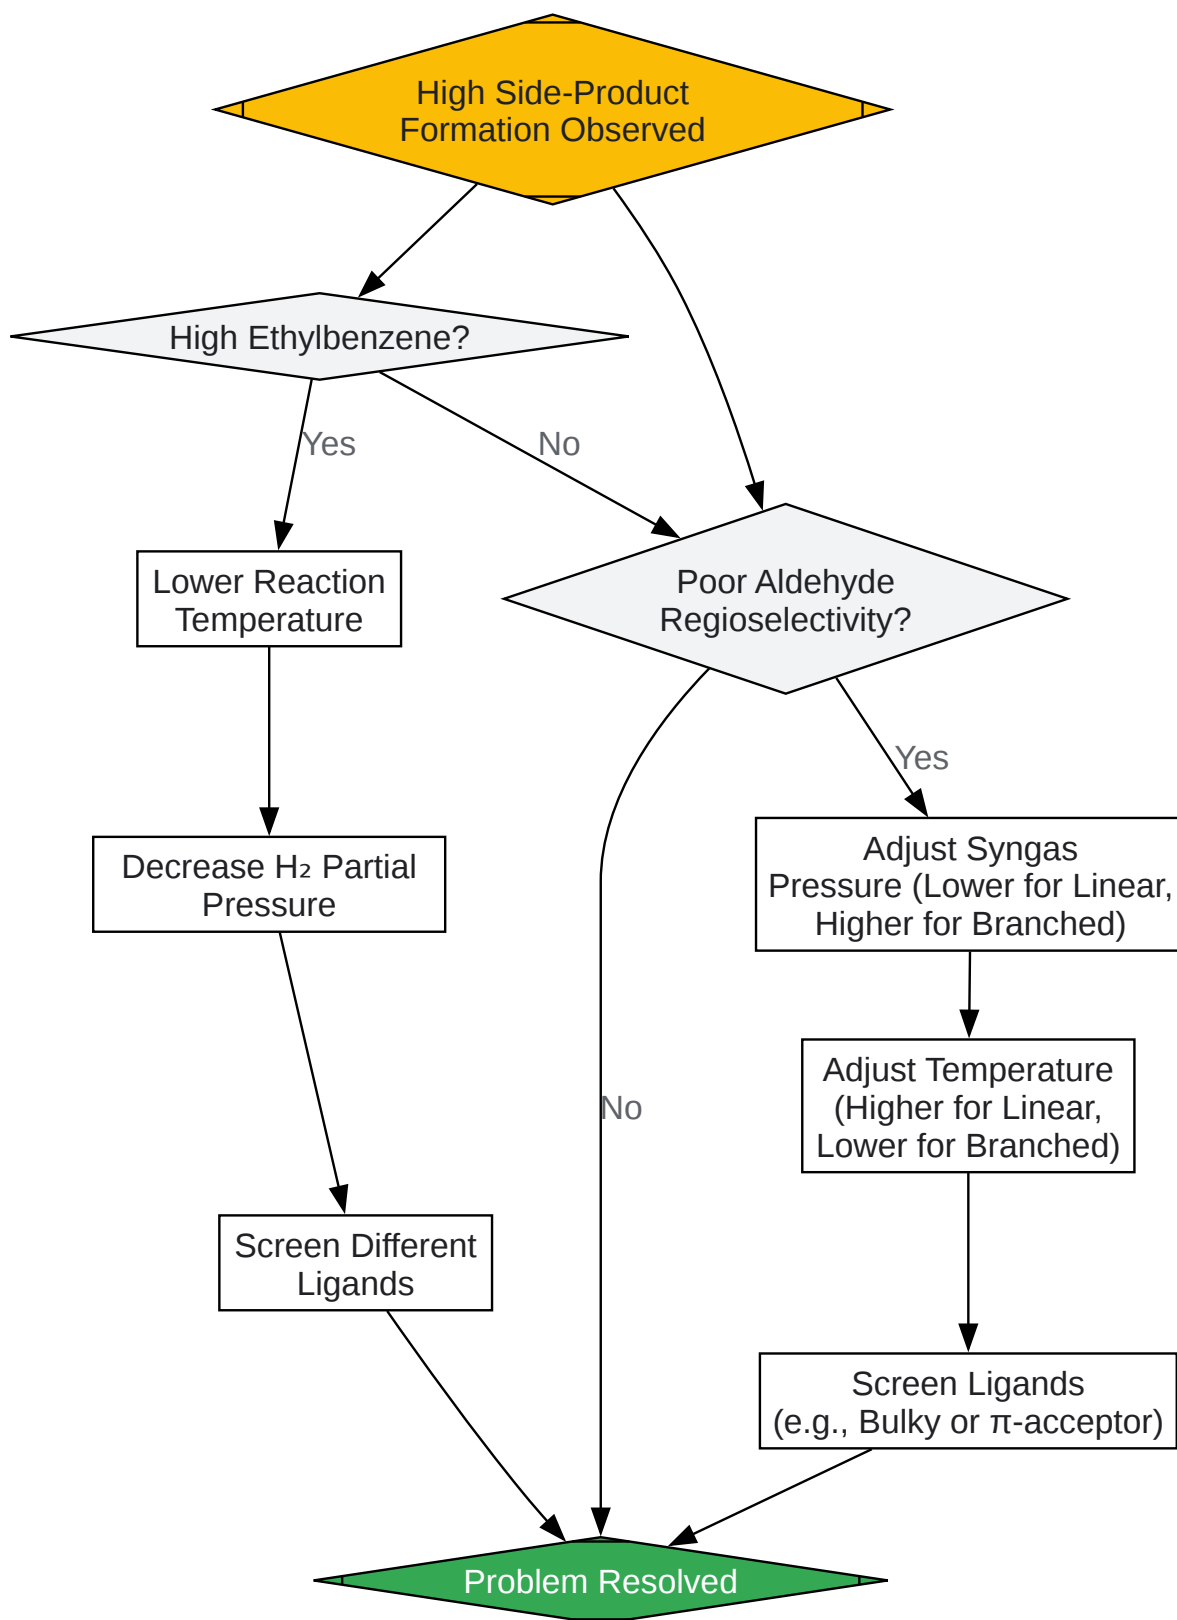 High Side-Product
Formation Observed
High Ethylbenzene?
Yes
No
Lower Reaction
Temperature
Poor Aldehyde
Regioselectivity?
Yes
Decrease H₂ Partial
Pressure
Adjust Syngas
Pressure (Lower for Linear,
Higher for Branched)
Adjust Temperature
(Higher for Linear,
Lower for Branched)
No
Screen Different
Ligands
Screen Ligands
(e.g., Bulky or π-acceptor)
Problem Resolved